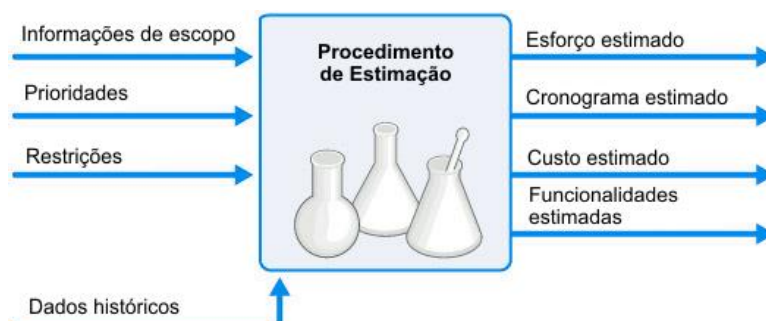 Informações de escopo
Prioridades
Restrições
Procedimento
de Estimação
Esforço estimado
Cronograma estimado
Custo estimado
Funcionalidades
estimadas
Dados históricos